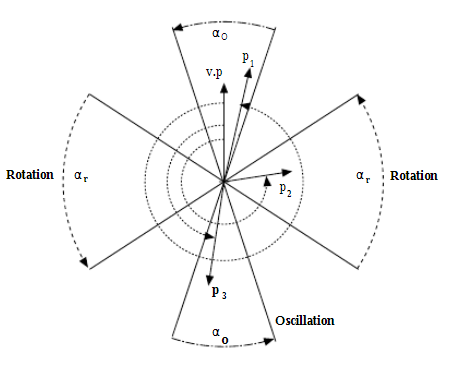 αO
p1
v.p
Rotation
αr
αr
Rotation
p2
p3
Oscillation
αo